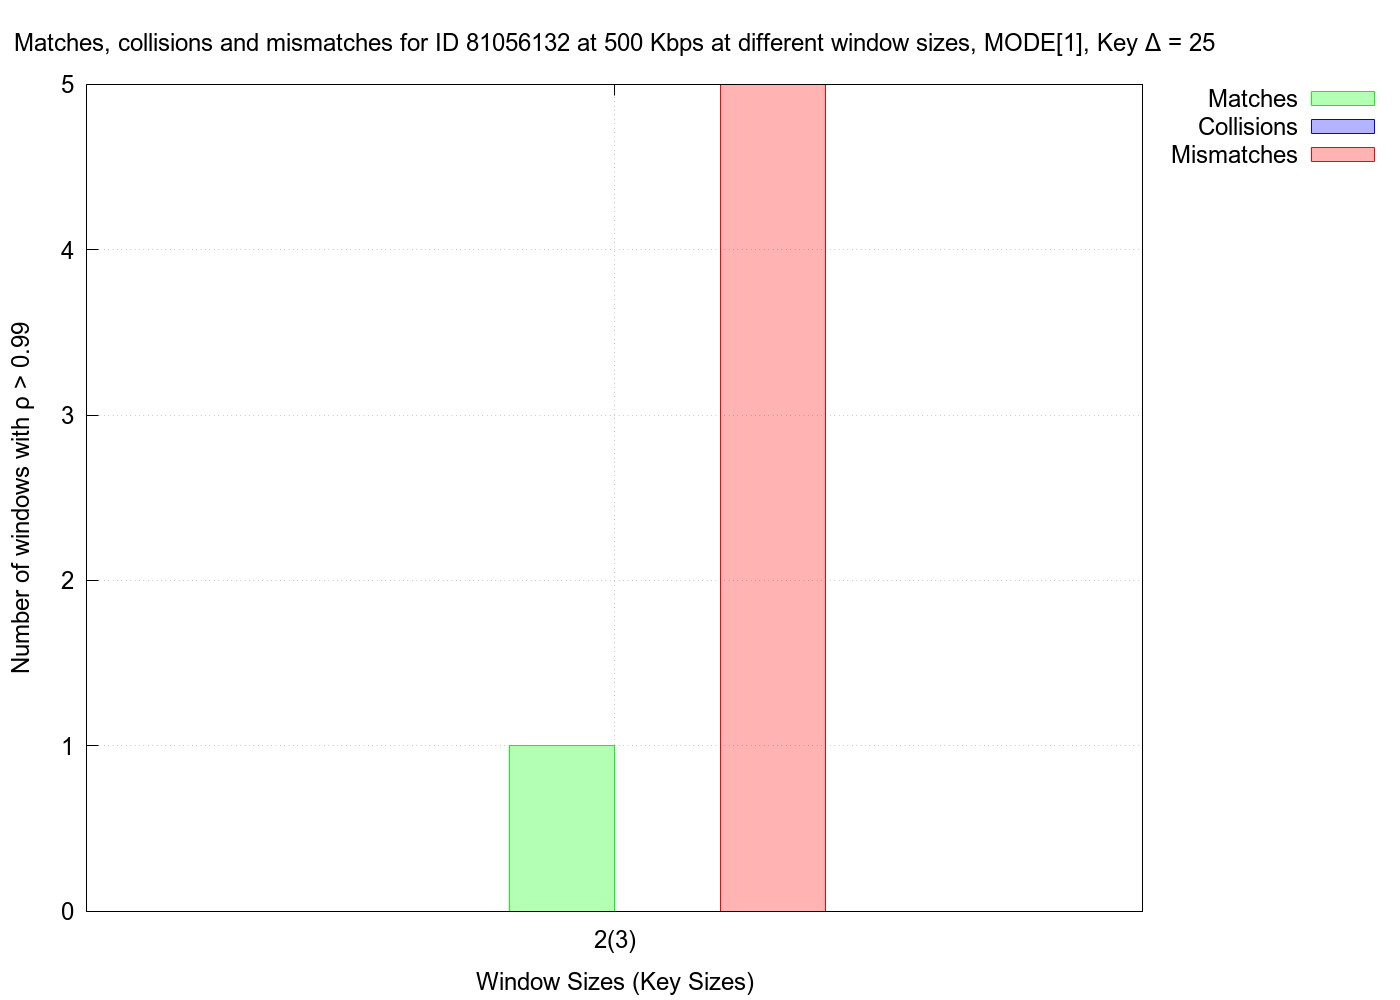 Matches, collisions and mismatches for ID 81056132 at 500 Kbps at different window sizes, MODE[1], Key Δ = 25
Matches
Collisions
Mismatches
Number of windows with ρ > 0.99
5
4
3
2
1
0
2(3)
Window Sizes (Key Sizes)